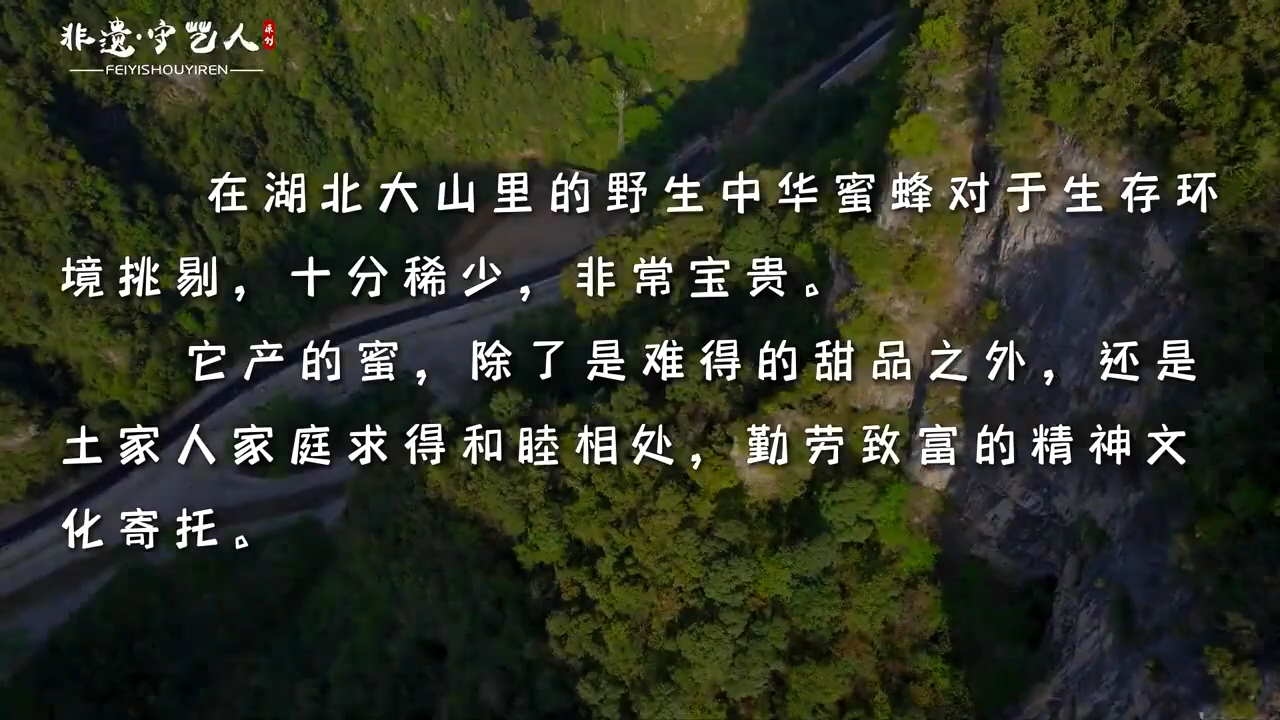 非遗·守艺人
原创
FEIYISHOUYIREN
在湖北大山里的野生中华蜜蜂对于生存环
境挑剔，十分稀少，非常宝贵。
它产的蜜，除了是难得的甜品之外，还是
土家人家庭求得和睦相处，勤劳致富的精神文
化寄托。